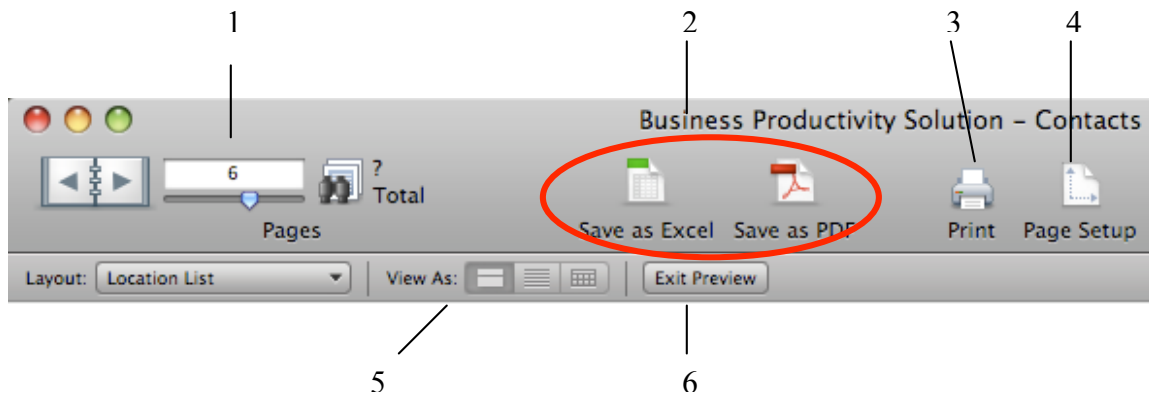 1 2 3 4
Business Productivity Solution – Contacts
6 ?
Total
Pages Save as Excel Save as PDF Print Page Setup
Layout: Location List View As: Exit Preview
5 6